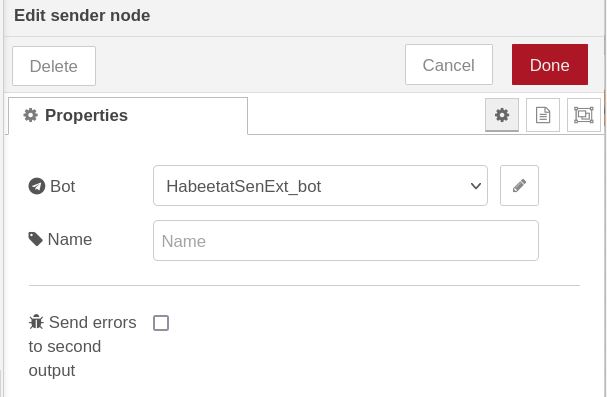 Edit sender node
Delete
Cancel
Done
Properties
Bot
HabeetatSenExt_bot
Name
Name
Send errors
to second
output